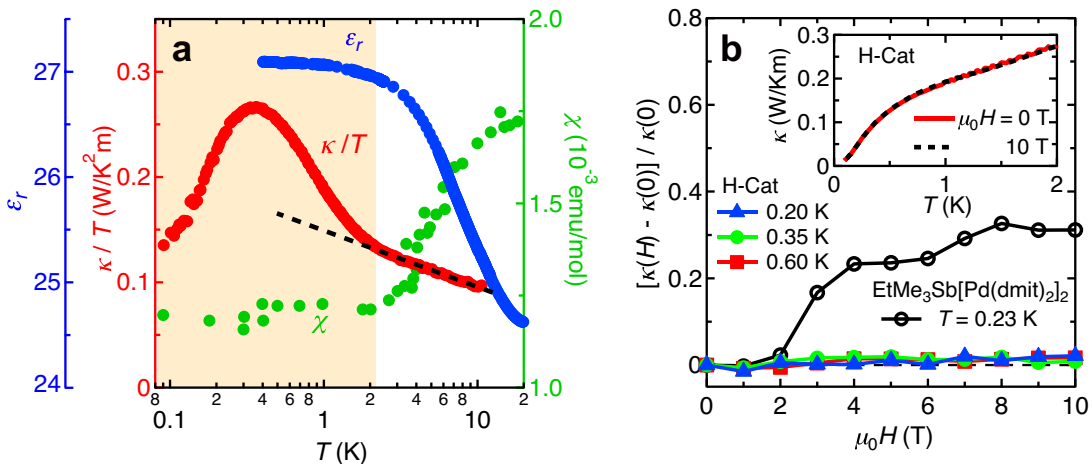 a
εr
κ/T
χ
27
26
25
24
εr
0.3
0.2
0.1
0
κ / T (W/K²m)
2.0
1.5
1.0
χ (10⁻³ emu/mol)
8 0.1 2 4 6 8 1 2 4 6 8 10 2
T (K)
b
0.8
0.6
0.4
0.2
0
[κ(H) - κ(0)] / κ(0)
0 2 4 6 8 10
μ₀H (T)
H-Cat
0.20 K
0.35 K
0.60 K
EtMe₃Sb[Pd(dmit)₂]₂
T = 0.23 K
0.3
0.2
0.1
0
κ (W/Km)
H-Cat
μ₀H = 0 T
10 T
0 1 2
T (K)